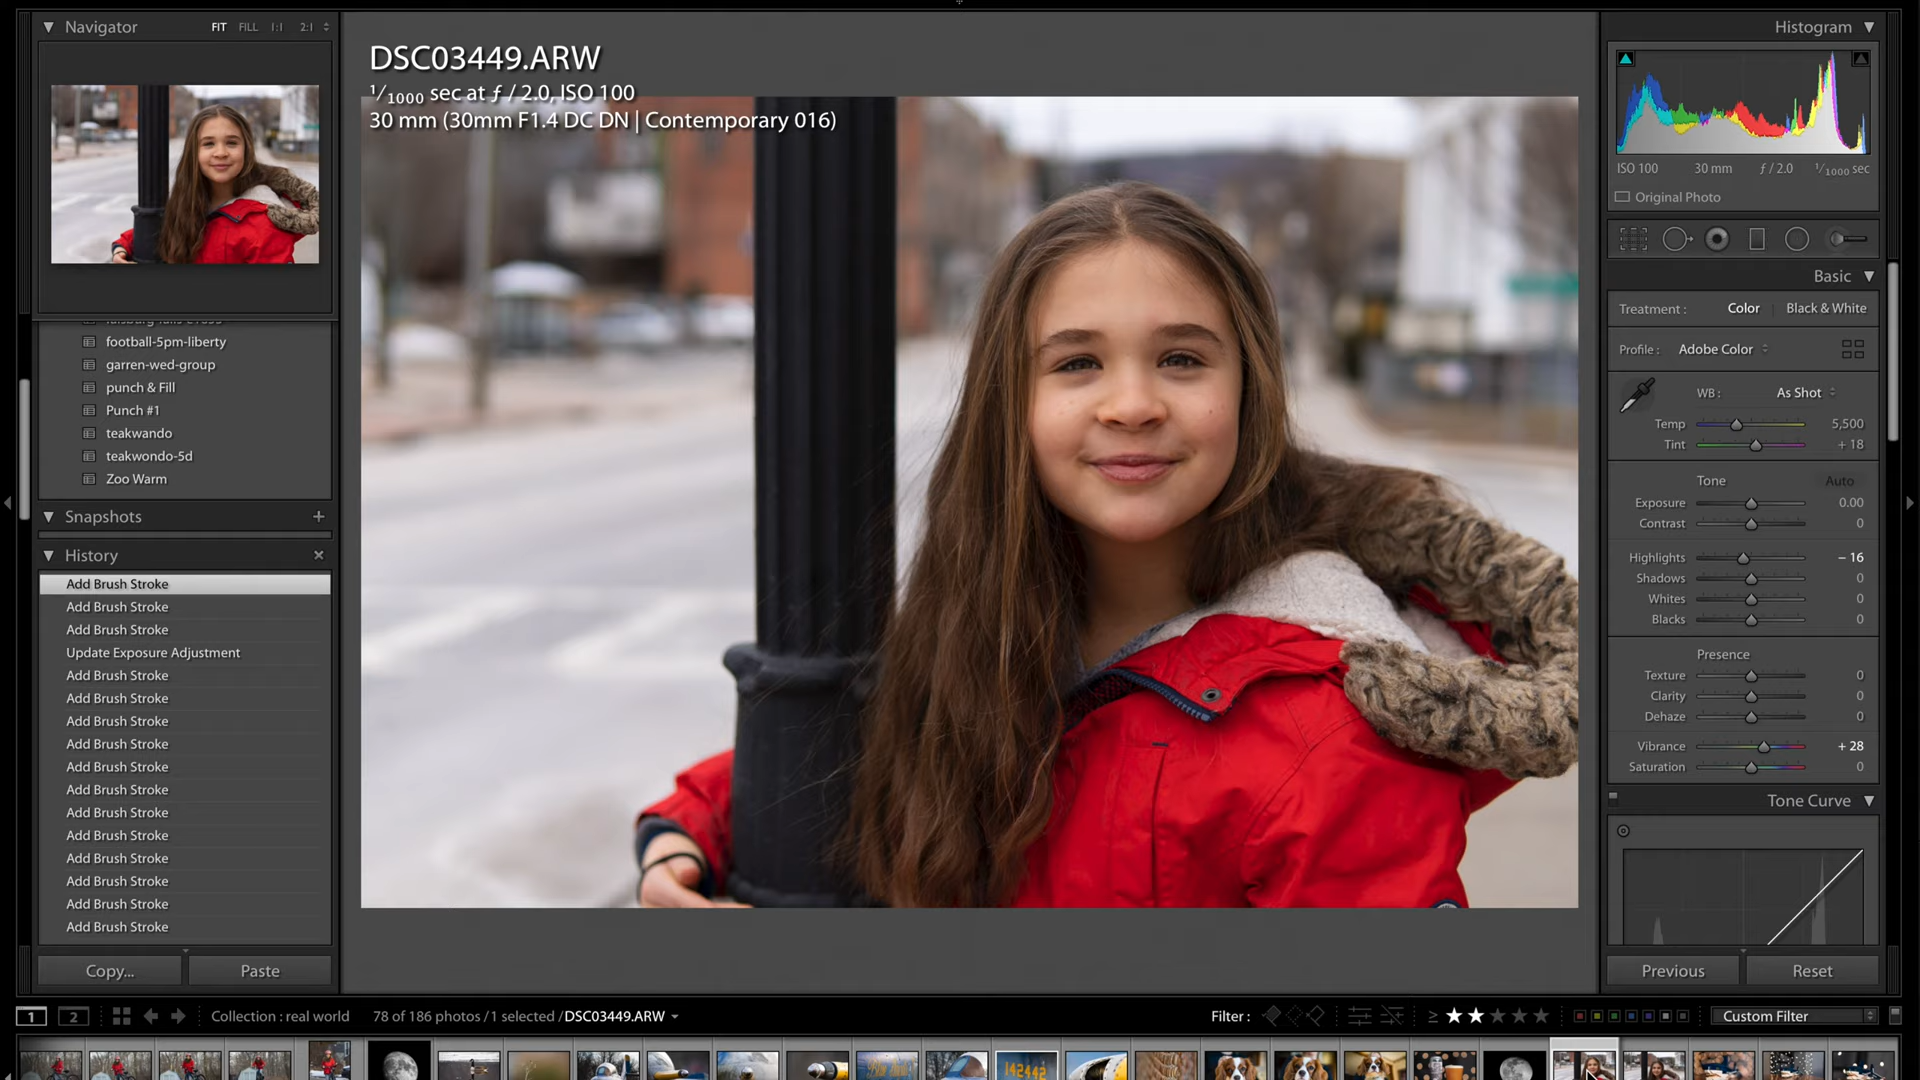 Navigator
FIT FILL 1:1 2:1
football-5pm-liberty
garren-wed-group
punch & Fill
Punch #1
teakwando
teakwondo-5d
Zoo Warm
Snapshots +
History ×
Add Brush Stroke
Add Brush Stroke
Add Brush Stroke
Update Exposure Adjustment
Add Brush Stroke
Add Brush Stroke
Add Brush Stroke
Add Brush Stroke
Add Brush Stroke
Add Brush Stroke
Add Brush Stroke
Add Brush Stroke
Add Brush Stroke
Add Brush Stroke
Add Brush Stroke
Add Brush Stroke
Copy... Paste
DSC03449.ARW
1/1000 sec at ƒ / 2.0, ISO 100
30 mm (30mm F1.4 DC DN | Contemporary 016)
Histogram
ISO 100 30 mm ƒ / 2.0 1/1000 sec
Original Photo
Basic
Treatment : Color Black & White
Profile : Adobe Color
WB : As Shot
Temp 5,500
Tint + 18
Tone Auto
Exposure 0.00
Contrast 0
Highlights – 16
Shadows 0
Whites 0
Blacks 0
Presence
Texture 0
Clarity 0
Dehaze 0
Vibrance + 28
Saturation 0
Tone Curve
Previous Reset
1 2 Collection : real world 78 of 186 photos / 1 selected / DSC03449.ARW Filter : ≥ Custom Filter
142442